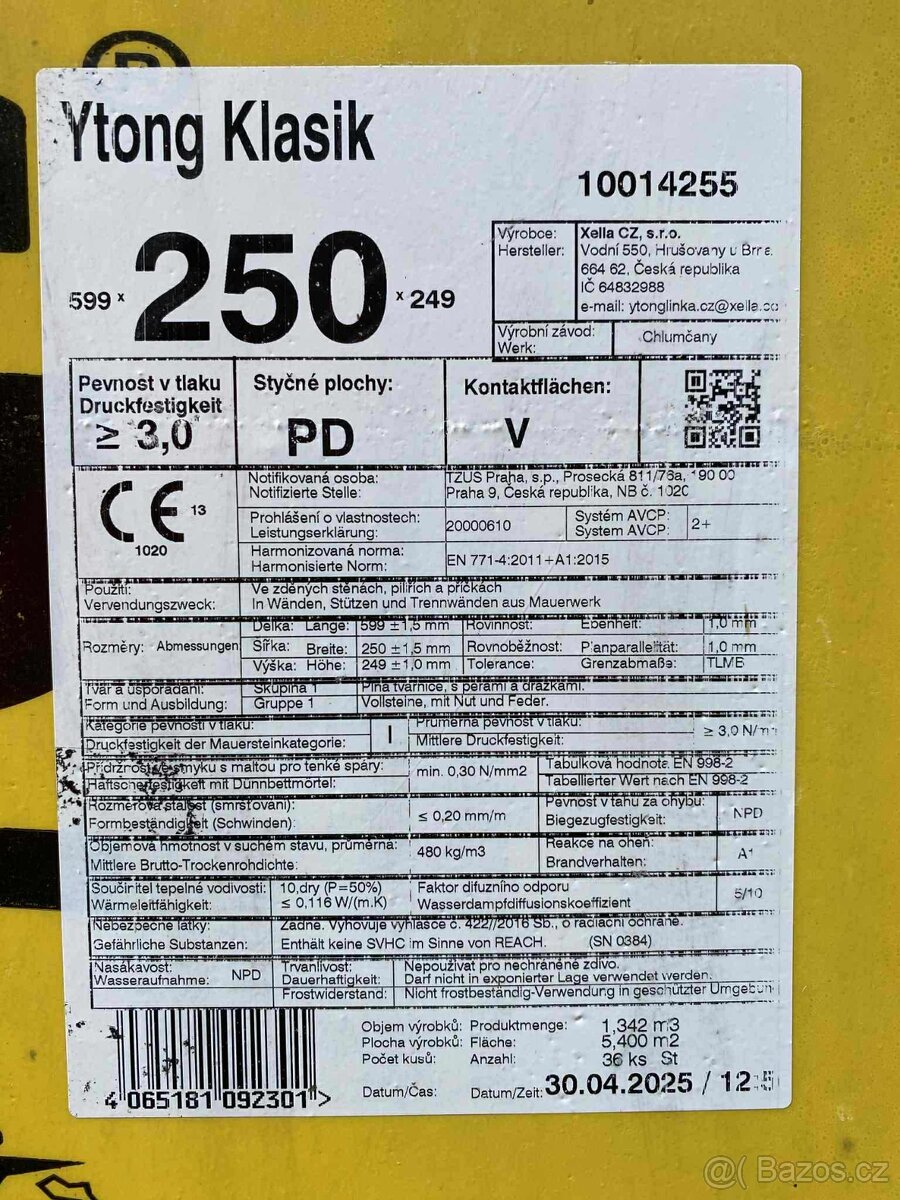 Ytong Klasik
10014255
599 x 250 x 249
Výrobce: Xella CZ, s.r.o.
Hersteller: Vodní 550, Hrušovany u Brna
664 62, Česká republika
IČ 64832988
e-mail: ytonglinka.cz@xella.co
Výrobní závod: Chlumčany
Werk:
Pevnost v tlaku
Druckfestigkeit
≥ 3,0
Styčné plochy:
PD
Kontaktflächen:
V
CE 13
1020
Notifikovaná osoba: TZUS Praha, s.p., Prosecká 811/76a, 190 00
Notifizierte Stelle: Praha 9, Česká republika, NB č. 1020
Prohlášení o vlastnostech: 20000610 Systém AVCP: 2+
Leistungserklärung: System AVCP:
Harmonizovaná norma: EN 771-4:2011+A1:2015
Harmonisierte Norm:
Použití: Ve zděných stěnách, pilířích a příčkách
Verwendungszweck: In Wänden, Stützen und Trennwänden aus Mauerwerk
Rozměry: Abmessungen
Délka: Länge: 599 ±1,5 mm Rovinnost: Ebenheit: 1,0 mm
Šířka: Breite: 250 ±1,5 mm Rovnoběžnost: Planparallelität: 1,0 mm
Výška: Höhe: 249 ±1,0 mm Tolerance: Grenzabmaße: TLMB
Tvar a uspořádání: Skupina 1 Plná tvárnice, s pérami a drážkami.
Form und Ausbildung: Gruppe 1 Vollsteine, mit Nut und Feder.
Kategorie pevnosti v tlaku: I Průměrná pevnost v tlaku: ≥ 3,0 N/m
Druckfestigkeit der Mauersteinkategorie: Mittlere Druckfestigkeit:
Přídržnost ve smyku s maltou pro tenké spáry: min. 0,30 N/mm2 Tabulková hodnota EN 998-2
Haftscherfestigkeit mit Dünnbettmörtel: Tabellierter Wert nach EN 998-2
Rozměrová stálost (smršťování): ≤ 0,20 mm/m Pevnost v tahu za ohybu: NPD
Formbeständigkeit (Schwinden): Biegezugfestigkeit:
Objemová hmotnost v suchém stavu, průměrná: 480 kg/m3 Reakce na oheň: A1
Mittlere Brutto-Trockenrohdichte: Brandverhalten:
Součinitel tepelné vodivosti: 10,dry (P=50%) Faktor difuzního odporu 5/10
Wärmeleitfähigkeit: ≤ 0,116 W/(m.K) Wasserdampfdiffusionskoeffizient
Nebezpečné látky: Žádné. Vyhovuje vyhlášce č. 422/2016 Sb., o radiační ochraně.
Gefährliche Substanzen: Enthält keine SVHC im Sinne von REACH. (SN 0384)
Nasákavost: NPD Trvanlivost: Nepoužívat pro nechráněné zdivo.
Wasseraufnahme: Dauerhaftigkeit: Darf nicht in exponierter Lage verwendet werden.
Frostwiderstand: Nicht frostbeständig-Verwendung in geschützter Umgebun
Objem výrobků: Produktmenge: 1,342 m3
Plocha výrobků: Fläche: 5,400 m2
Počet kusů: Anzahl: 36 ks St
Datum/Čas: Datum/Zeit: 30.04.2025 / 12
4 065181 092301 >
@ Bazos.cz